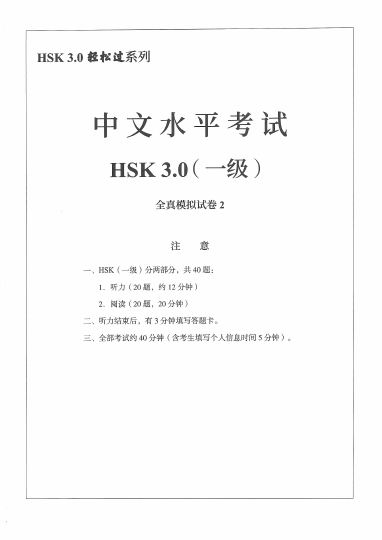 HSK 3.0 轻松过系列
中文水平考试
HSK 3.0（一级）
全真模拟试卷 2
注 意
一、HSK（一级）分两部分，共 40 题：
1．听力（20 题，约 12 分钟）
2．阅读（20 题，20 分钟）
二、听力结束后，有 3 分钟填写答题卡。
三、全部考试约 40 分钟（含考生填写个人信息时间 5 分钟）。